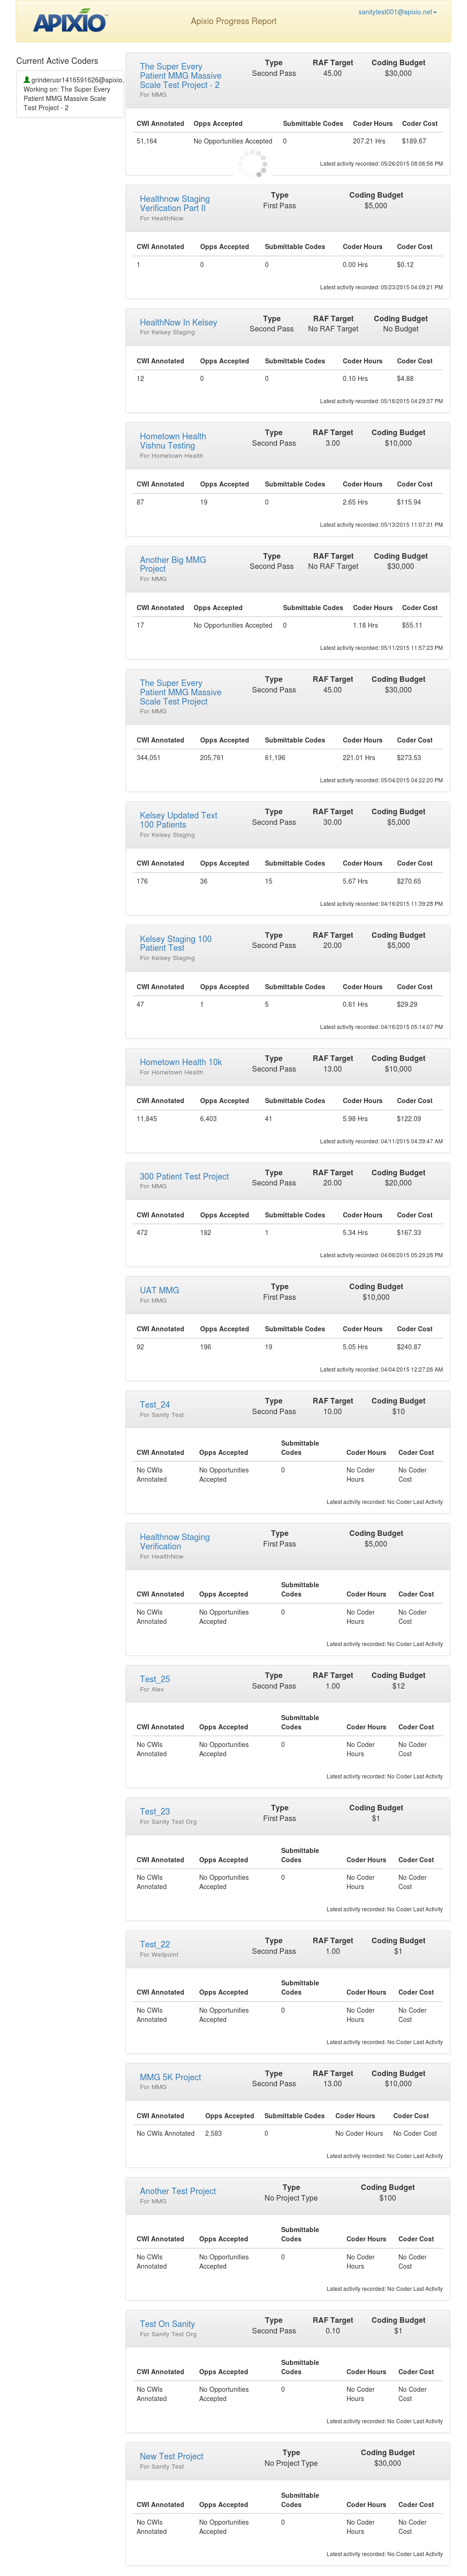 APIXIO
Apixio Progress Report
sanitytest001@apixio.net
Current Active Coders
grinderusr1416591626@apixio.
Working on: The Super Every
Patient MMG Massive Scale
Test Project - 2
The Super Every
Patient MMG Massive
Scale Test Project - 2
For MMG
Type RAF Target Coding Budget
Second Pass 45.00 $30,000
CWI Annotated Opps Accepted Submittable Codes Coder Hours Coder Cost
51,164 No Opportunities Accepted 0 207.21 Hrs $189.67
Latest activity recorded: 05/26/2015 08:06:56 PM
Healthnow Staging
Verification Part II
For HealthNow
Type Coding Budget
First Pass $5,000
CWI Annotated Opps Accepted Submittable Codes Coder Hours Coder Cost
1 0 0 0.00 Hrs $0.12
Latest activity recorded: 05/23/2015 04:09:21 PM
HealthNow In Kelsey
For Kelsey Staging
Type RAF Target Coding Budget
Second Pass No RAF Target No Budget
CWI Annotated Opps Accepted Submittable Codes Coder Hours Coder Cost
12 0 0 0.10 Hrs $4.88
Latest activity recorded: 05/16/2015 04:29:37 PM
Hometown Health
Vishnu Testing
For Hometown Health
Type RAF Target Coding Budget
Second Pass 3.00 $10,000
CWI Annotated Opps Accepted Submittable Codes Coder Hours Coder Cost
87 19 0 2.65 Hrs $115.94
Latest activity recorded: 05/13/2015 11:07:31 PM
Another Big MMG
Project
For MMG
Type RAF Target Coding Budget
Second Pass No RAF Target $30,000
CWI Annotated Opps Accepted Submittable Codes Coder Hours Coder Cost
17 No Opportunities Accepted 0 1.18 Hrs $55.11
Latest activity recorded: 05/11/2015 11:57:23 PM
The Super Every
Patient MMG Massive
Scale Test Project
For MMG
Type RAF Target Coding Budget
Second Pass 45.00 $30,000
CWI Annotated Opps Accepted Submittable Codes Coder Hours Coder Cost
344,051 205,761 61,196 221.01 Hrs $273.53
Latest activity recorded: 05/04/2015 04:22:20 PM
Kelsey Updated Text
100 Patients
For Kelsey Staging
Type RAF Target Coding Budget
Second Pass 30.00 $5,000
CWI Annotated Opps Accepted Submittable Codes Coder Hours Coder Cost
176 36 15 5.67 Hrs $270.65
Latest activity recorded: 04/16/2015 11:39:28 PM
Kelsey Staging 100
Patient Test
For Kelsey Staging
Type RAF Target Coding Budget
Second Pass 20.00 $5,000
CWI Annotated Opps Accepted Submittable Codes Coder Hours Coder Cost
47 1 5 0.61 Hrs $29.29
Latest activity recorded: 04/16/2015 05:14:07 PM
Hometown Health 10k
For Hometown Health
Type RAF Target Coding Budget
Second Pass 13.00 $10,000
CWI Annotated Opps Accepted Submittable Codes Coder Hours Coder Cost
11,845 6,403 41 5.98 Hrs $122.09
Latest activity recorded: 04/11/2015 04:39:47 AM
300 Patient Test Project
For MMG
Type RAF Target Coding Budget
Second Pass 20.00 $20,000
CWI Annotated Opps Accepted Submittable Codes Coder Hours Coder Cost
472 182 1 5.34 Hrs $167.33
Latest activity recorded: 04/06/2015 05:29:28 PM
UAT MMG
For MMG
Type Coding Budget
First Pass $10,000
CWI Annotated Opps Accepted Submittable Codes Coder Hours Coder Cost
92 196 19 5.05 Hrs $240.87
Latest activity recorded: 04/04/2015 12:27:26 AM
Test_24
For Sanity Test
Type RAF Target Coding Budget
Second Pass 10.00 $10
Submittable
CWI Annotated Opps Accepted Codes Coder Hours Coder Cost
No CWIs No Opportunities 0 No Coder No Coder
Annotated Accepted Hours Cost
Latest activity recorded: No Coder Last Activity
Healthnow Staging
Verification
For HealthNow
Type Coding Budget
First Pass $5,000
Submittable
CWI Annotated Opps Accepted Codes Coder Hours Coder Cost
No CWIs No Opportunities 0 No Coder No Coder
Annotated Accepted Hours Cost
Latest activity recorded: No Coder Last Activity
Test_25
For Alex
Type RAF Target Coding Budget
Second Pass 1.00 $12
Submittable
CWI Annotated Opps Accepted Codes Coder Hours Coder Cost
No CWIs No Opportunities 0 No Coder No Coder
Annotated Accepted Hours Cost
Latest activity recorded: No Coder Last Activity
Test_23
For Sanity Test Org
Type Coding Budget
First Pass $1
Submittable
CWI Annotated Opps Accepted Codes Coder Hours Coder Cost
No CWIs No Opportunities 0 No Coder No Coder
Annotated Accepted Hours Cost
Latest activity recorded: No Coder Last Activity
Test_22
For Wellpoint
Type RAF Target Coding Budget
Second Pass 1.00 $1
Submittable
CWI Annotated Opps Accepted Codes Coder Hours Coder Cost
No CWIs No Opportunities 0 No Coder No Coder
Annotated Accepted Hours Cost
Latest activity recorded: No Coder Last Activity
MMG 5K Project
For MMG
Type RAF Target Coding Budget
Second Pass 13.00 $10,000
CWI Annotated Opps Accepted Submittable Codes Coder Hours Coder Cost
No CWIs Annotated 2,583 0 No Coder Hours No Coder Cost
Latest activity recorded: No Coder Last Activity
Another Test Project
For MMG
Type Coding Budget
No Project Type $100
Submittable
CWI Annotated Opps Accepted Codes Coder Hours Coder Cost
No CWIs No Opportunities 0 No Coder No Coder
Annotated Accepted Hours Cost
Latest activity recorded: No Coder Last Activity
Test On Sanity
For Sanity Test Org
Type RAF Target Coding Budget
Second Pass 0.10 $1
Submittable
CWI Annotated Opps Accepted Codes Coder Hours Coder Cost
No CWIs No Opportunities 0 No Coder No Coder
Annotated Accepted Hours Cost
Latest activity recorded: No Coder Last Activity
New Test Project
For Sanity Test
Type Coding Budget
No Project Type $30,000
Submittable
CWI Annotated Opps Accepted Codes Coder Hours Coder Cost
No CWIs No Opportunities 0 No Coder No Coder
Annotated Accepted Hours Cost
Latest activity recorded: No Coder Last Activity